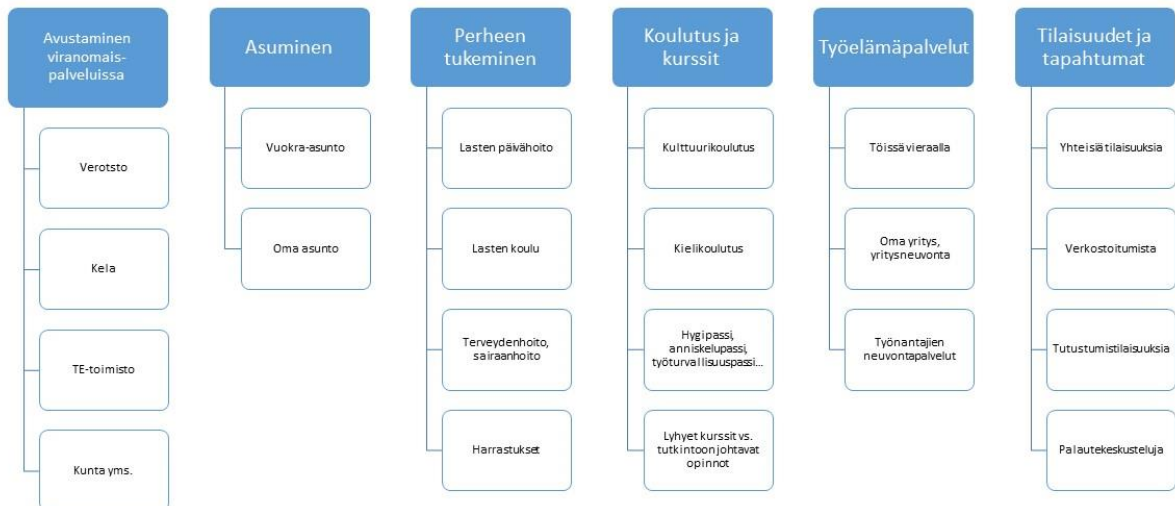 Avustaminen
viranomais-
palveluissa
Verotsto
Kela
TE-toimisto
Kunta yms.
Asuminen
Vuokra-asunto
Oma asunto
Perheen
tukeminen
Lasten päivähoito
Lasten koulu
Terveydenhoito,
sairaanhoito
Harrastukset
Koulutus ja
kurssit
Kulttuurikoulutus
Kielikoulutus
Hygipassi,
anniskelupassi,
työturvallisuuspassi...
Lyhyet kurssit vs.
tutkintoon johtavat
opinnot
Työelämäpalvelut
Töissä vieraalla
Oma yritys,
yritysneuvonta
Työnantajien
neuvontapalvelut
Tilaisuudet ja
tapahtumat
Yhteisiä tilaisuuksia
Verkostoitumista
Tutustumistilaisuuksia
Palautekeskusteluja